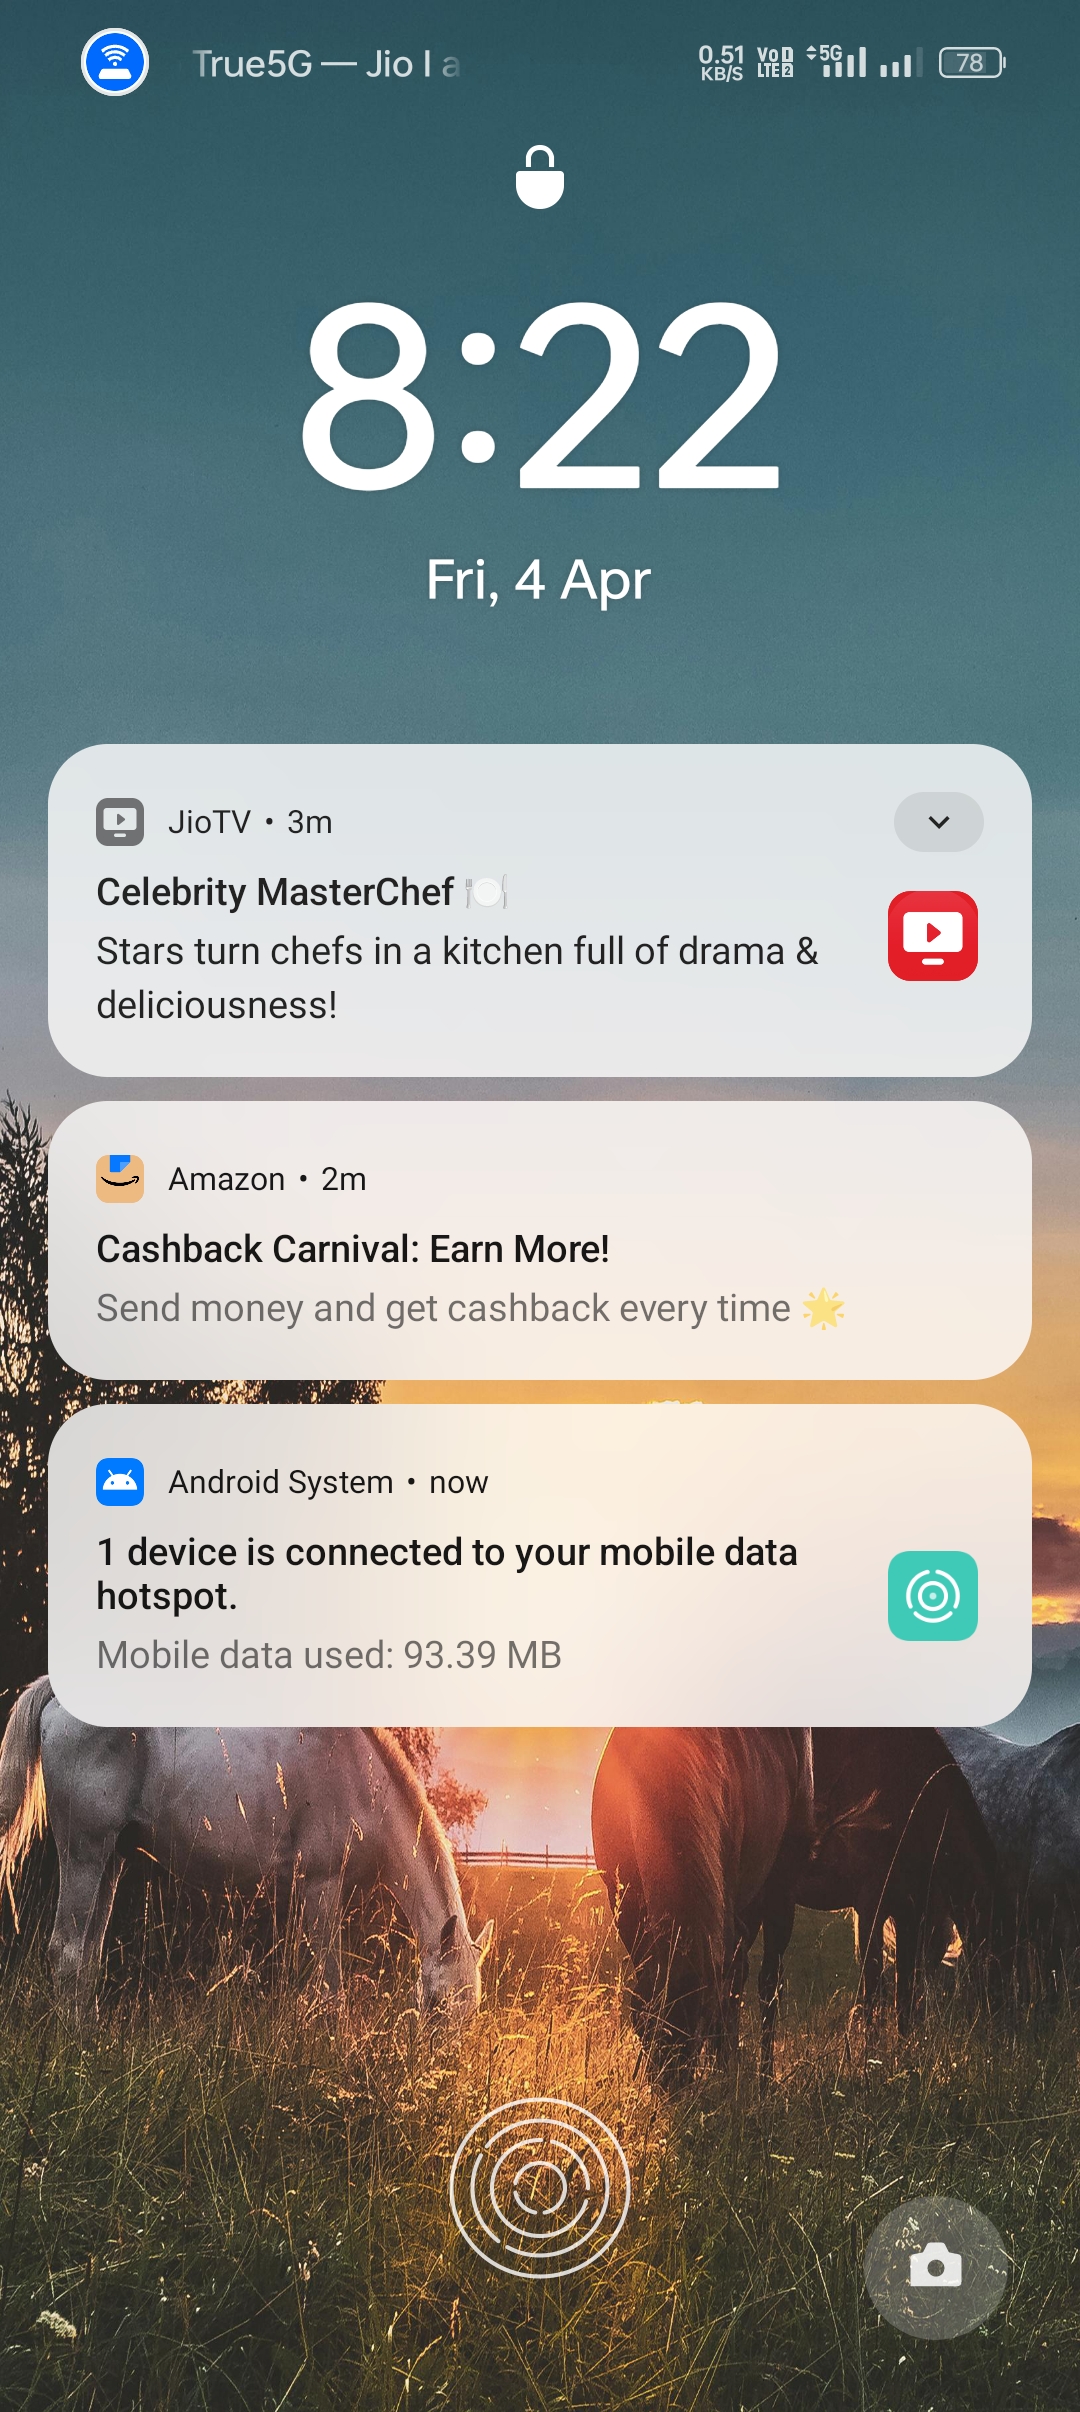 True5G — Jio I a
0.51 KB/S VoD LTE2 5G 78
8:22
Fri, 4 Apr
JioTV • 3m
Celebrity MasterChef 🍽️
Stars turn chefs in a kitchen full of drama &
deliciousness!
Amazon • 2m
Cashback Carnival: Earn More!
Send money and get cashback every time 🌟
Android System • now
1 device is connected to your mobile data
hotspot.
Mobile data used: 93.39 MB